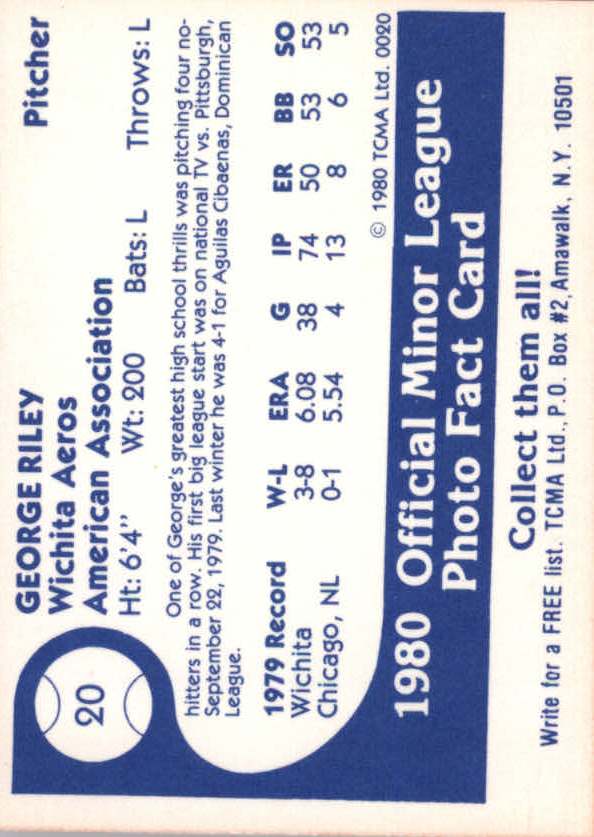 20
GEORGE RILEY Pitcher
Wichita Aeros
American Association
Ht: 6'4" Wt: 200 Bats: L Throws: L
One of George's greatest high school thrills was pitching four no-
hitters in a row. His first big league start was on national TV vs. Pittsburgh,
September 22, 1979. Last winter he was 4-1 for Aguilas Cibaenas, Dominican
League.
1979 Record W-L ERA G IP ER BB SO
Wichita 3-8 6.08 38 74 50 53 53
Chicago, NL 0-1 5.54 4 13 8 6 5
© 1980 TCMA Ltd. 0020
1980 Official Minor League
Photo Fact Card
Collect them all!
Write for a FREE list. TCMA Ltd., P.O. Box #2, Amawalk, N.Y. 10501